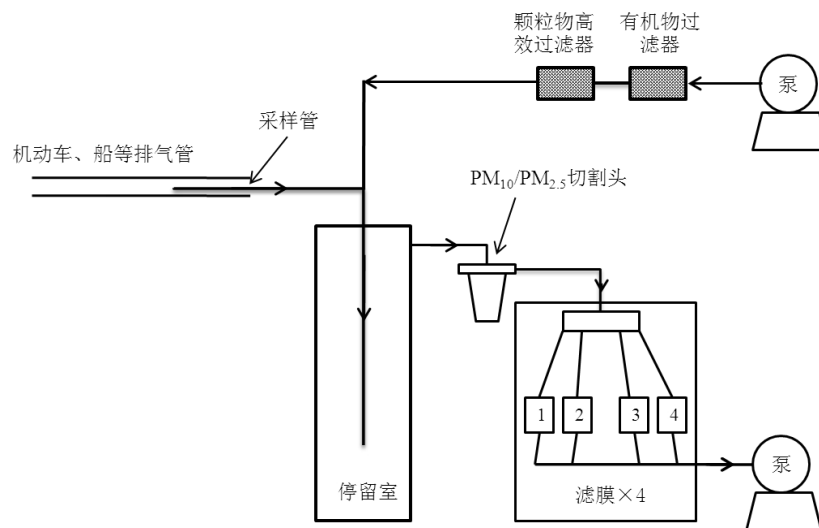 颗粒物高
效过滤器
有机物过
滤器
泵
采样管
机动车、船等排气管
PM₁₀/PM₂.₅切割头
1
2
3
4
停留室
滤膜×4
泵